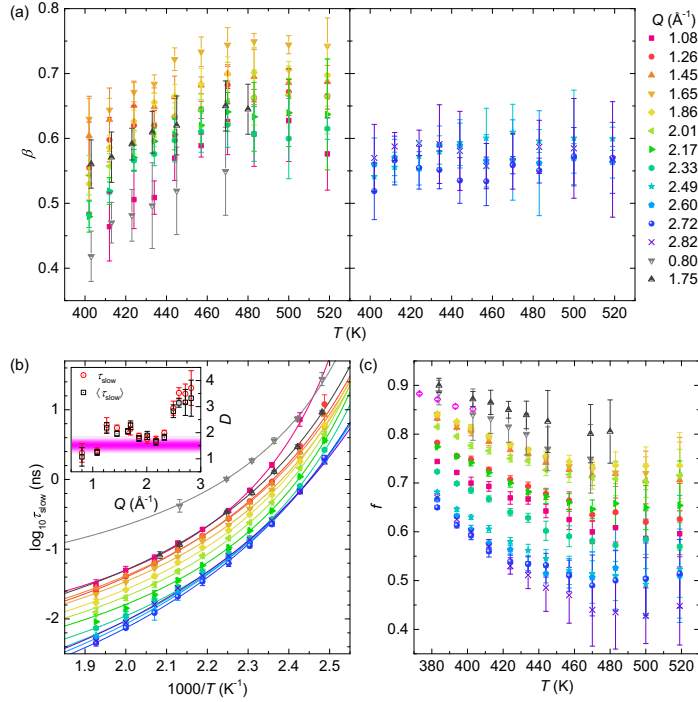 (a)
Q (Å⁻¹)
0.8
0.7
0.6
0.5
0.4
β
400 420 440 460 480 500 520 400 420 440 460 480 500 520
T (K)
1.08
1.26
1.45
1.65
1.86
2.01
2.17
2.33
2.49
2.60
2.72
2.82
0.80
1.75
(b)
1
0
-1
-2
log₁₀ τslow (ns)
1.9 2.0 2.1 2.2 2.3 2.4 2.5
1000/T (K⁻¹)
τslow
⟨τslow⟩
4
3
2
1
D
0 1 2 3
Q (Å⁻¹)
(c)
0.9
0.8
0.7
0.6
0.5
0.4
f
380 400 420 440 460 480 500 520
T (K)